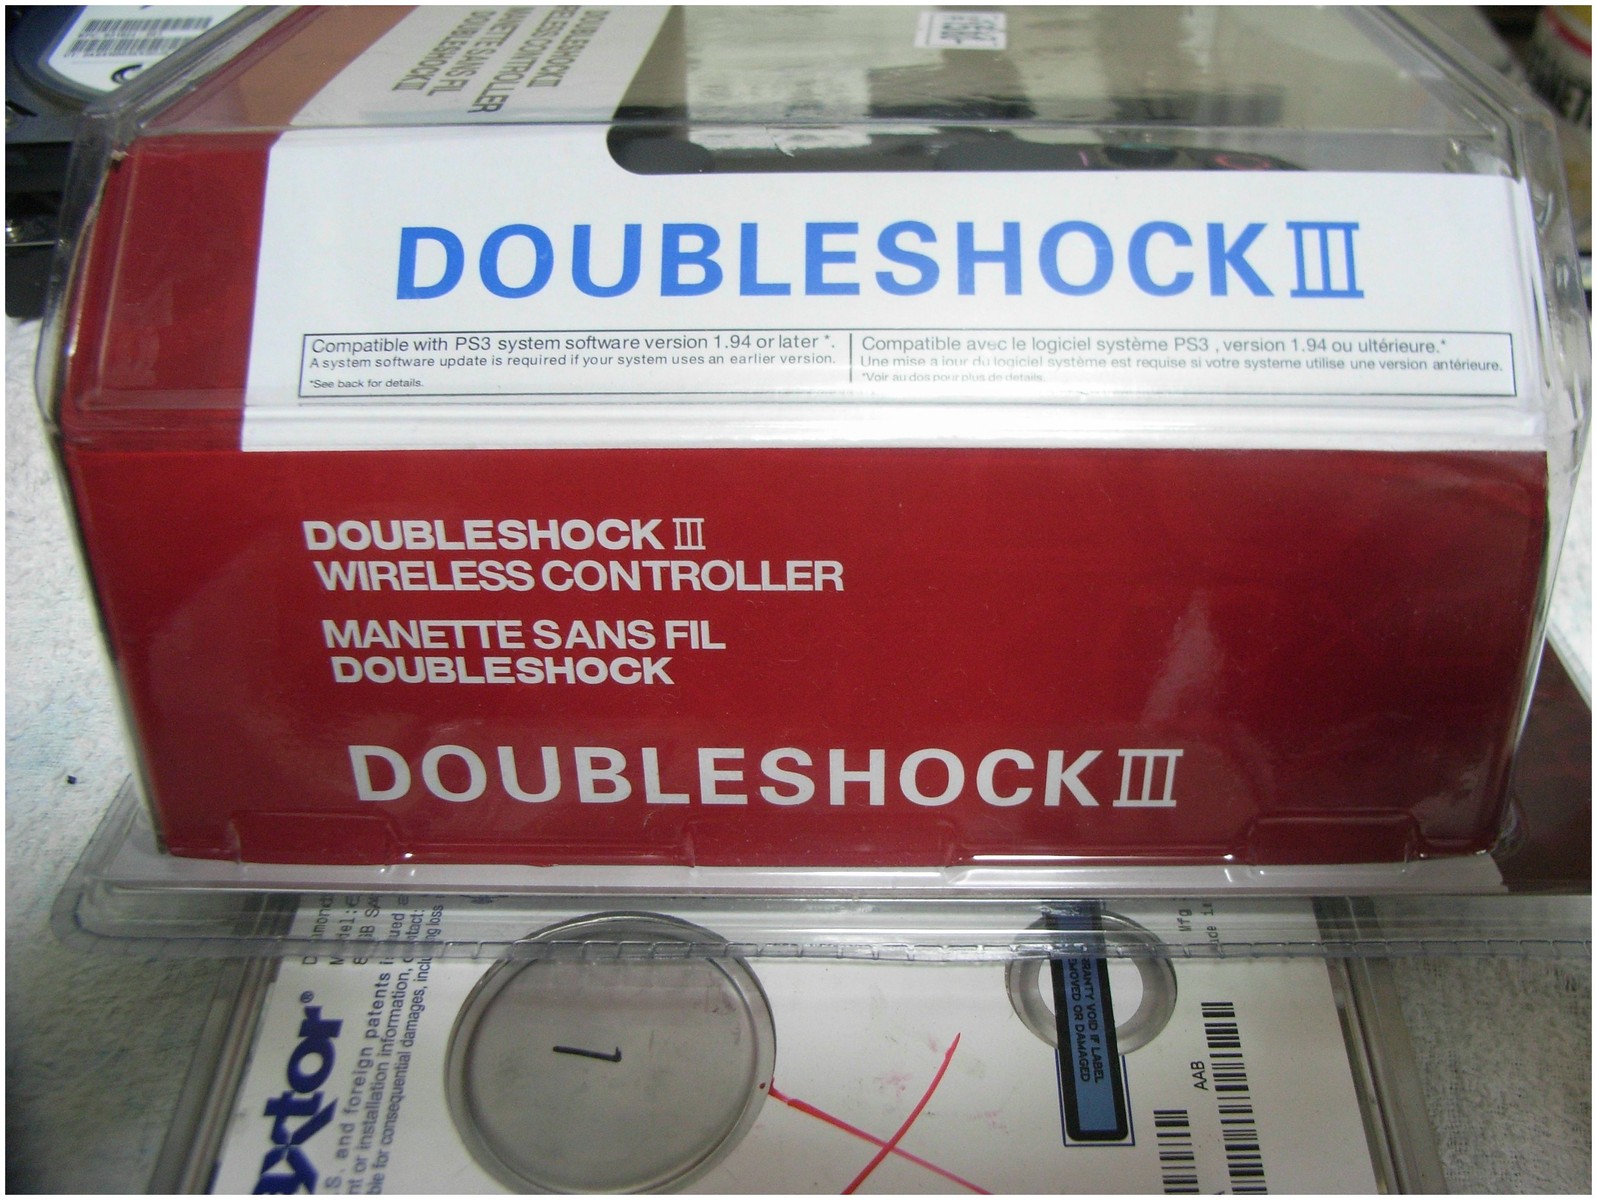 DOUBLESHOCK III
WIRELESS CONTROLLER
MANETTE SANS FIL
DOUBLESHOCK III
DOUBLESHOCK III
Compatible with PS3 system software version 1.94 or later *.
A system software update is required if your system uses an earlier version.
*See back for details.
Compatible avec le logiciel système PS3 , version 1.94 ou ultérieure.*
Une mise a jour du logiciel système est requise si votre systeme utilise une version antérieure.
*Voir au dos pour plus de details.
DOUBLESHOCK III
WIRELESS CONTROLLER
MANETTE SANS FIL
DOUBLESHOCK
DOUBLESHOCK III
axtor®
S. and foreign patents
or installation information,
for consequential damages,
loss
1
WARRANTY VOID IF LABEL
REMOVED OR DAMAGED
Mfg
AAB